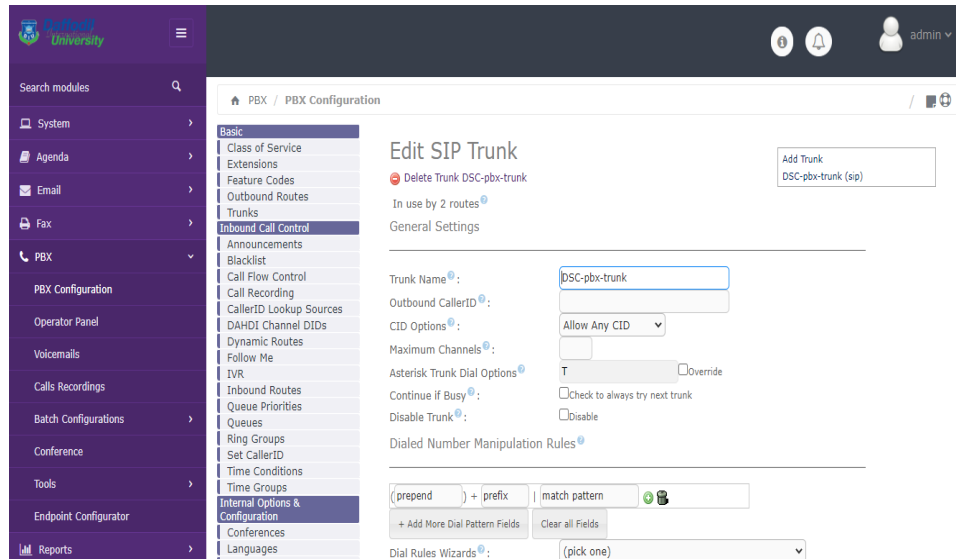 Daffodil
International
University
admin
Search modules
PBX / PBX Configuration
/
System
Agenda
Email
Fax
PBX
PBX Configuration
Operator Panel
Voicemails
Calls Recordings
Batch Configurations
Conference
Tools
Endpoint Configurator
Reports
Basic
Class of Service
Extensions
Feature Codes
Outbound Routes
Trunks
Inbound Call Control
Announcements
Blacklist
Call Flow Control
Call Recording
CallerID Lookup Sources
DAHDI Channel DIDs
Dynamic Routes
Follow Me
IVR
Inbound Routes
Queue Priorities
Queues
Ring Groups
Set CallerID
Time Conditions
Time Groups
Internal Options &
Configuration
Conferences
Languages
Edit SIP Trunk
Delete Trunk DSC-pbx-trunk
In use by 2 routes
General Settings
Add Trunk
DSC-pbx-trunk (sip)
Trunk Name : DSC-pbx-trunk
Outbound CallerID :
CID Options : Allow Any CID
Maximum Channels :
Asterisk Trunk Dial Options T Override
Continue if Busy : Check to always try next trunk
Disable Trunk : Disable
Dialed Number Manipulation Rules
(prepend ) + prefix | match pattern
+ Add More Dial Pattern Fields Clear all Fields
Dial Rules Wizards : (pick one)